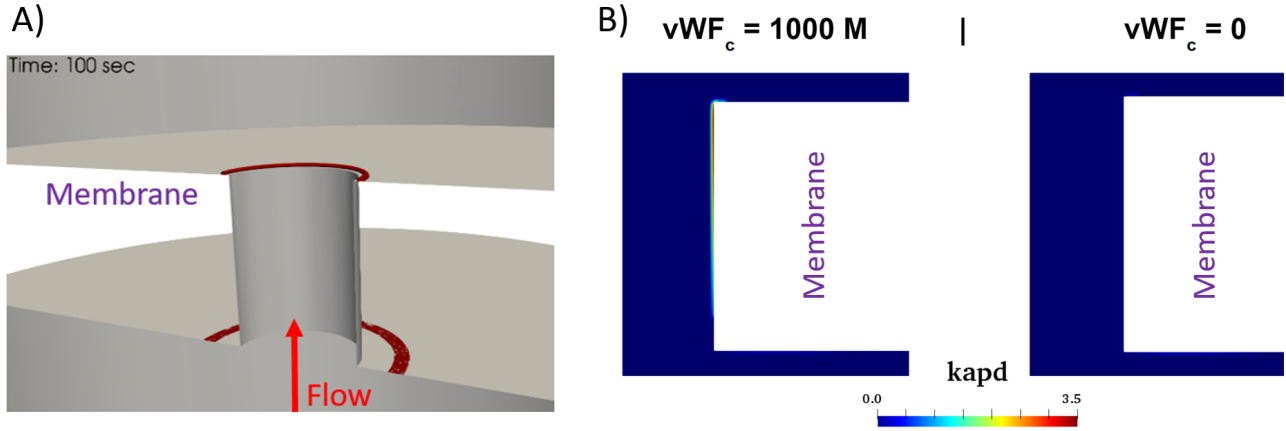 A)
Time: 100 sec
Membrane
Flow
B)
vWFc = 1000 M | vWFc = 0
Membrane
Membrane
kapd
0.0 3.5